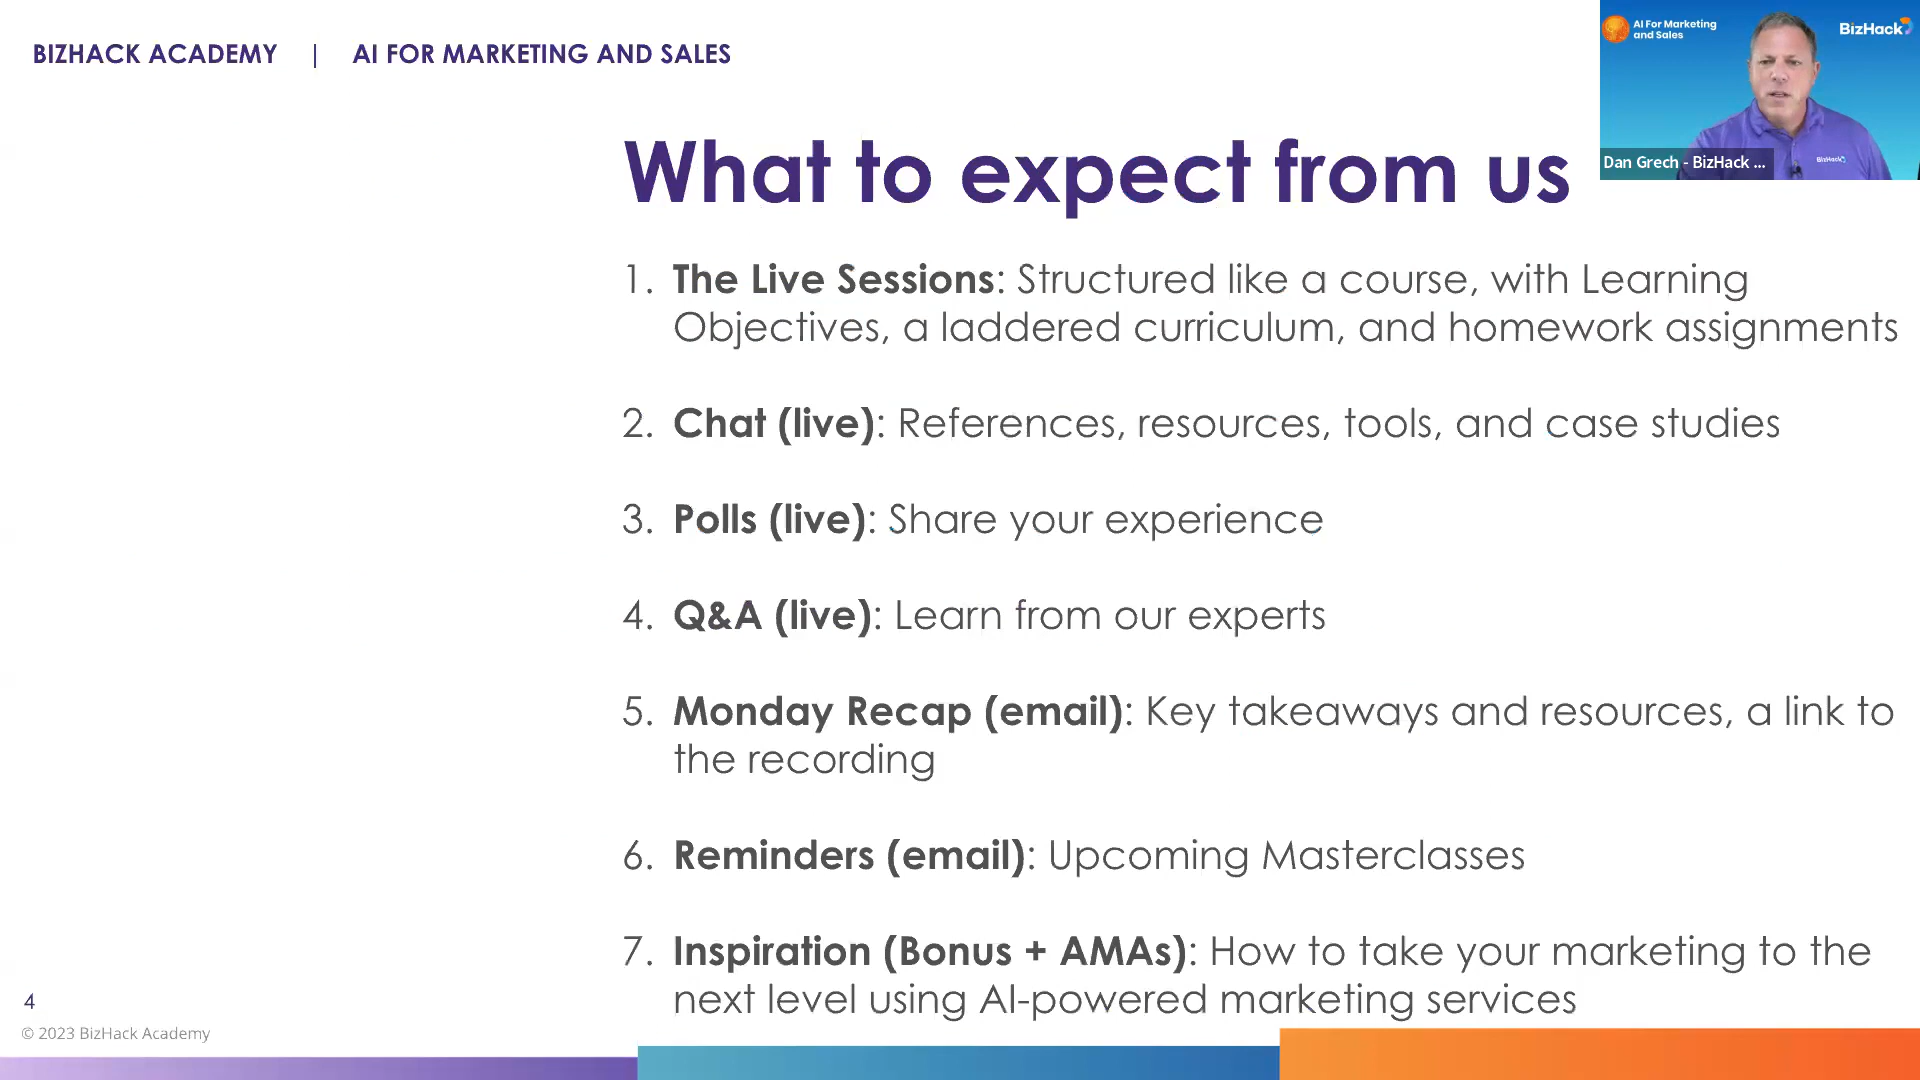 BIZHACK ACADEMY | AI FOR MARKETING AND SALES
AI For Marketing
and Sales
BizHack
BizHack
Dan Grech - BizHack ...
What to expect from us
1. The Live Sessions: Structured like a course, with Learning
Objectives, a laddered curriculum, and homework assignments
2. Chat (live): References, resources, tools, and case studies
3. Polls (live): Share your experience
4. Q&A (live): Learn from our experts
5. Monday Recap (email): Key takeaways and resources, a link to
the recording
6. Reminders (email): Upcoming Masterclasses
7. Inspiration (Bonus + AMAs): How to take your marketing to the
next level using AI-powered marketing services
4
© 2023 BizHack Academy